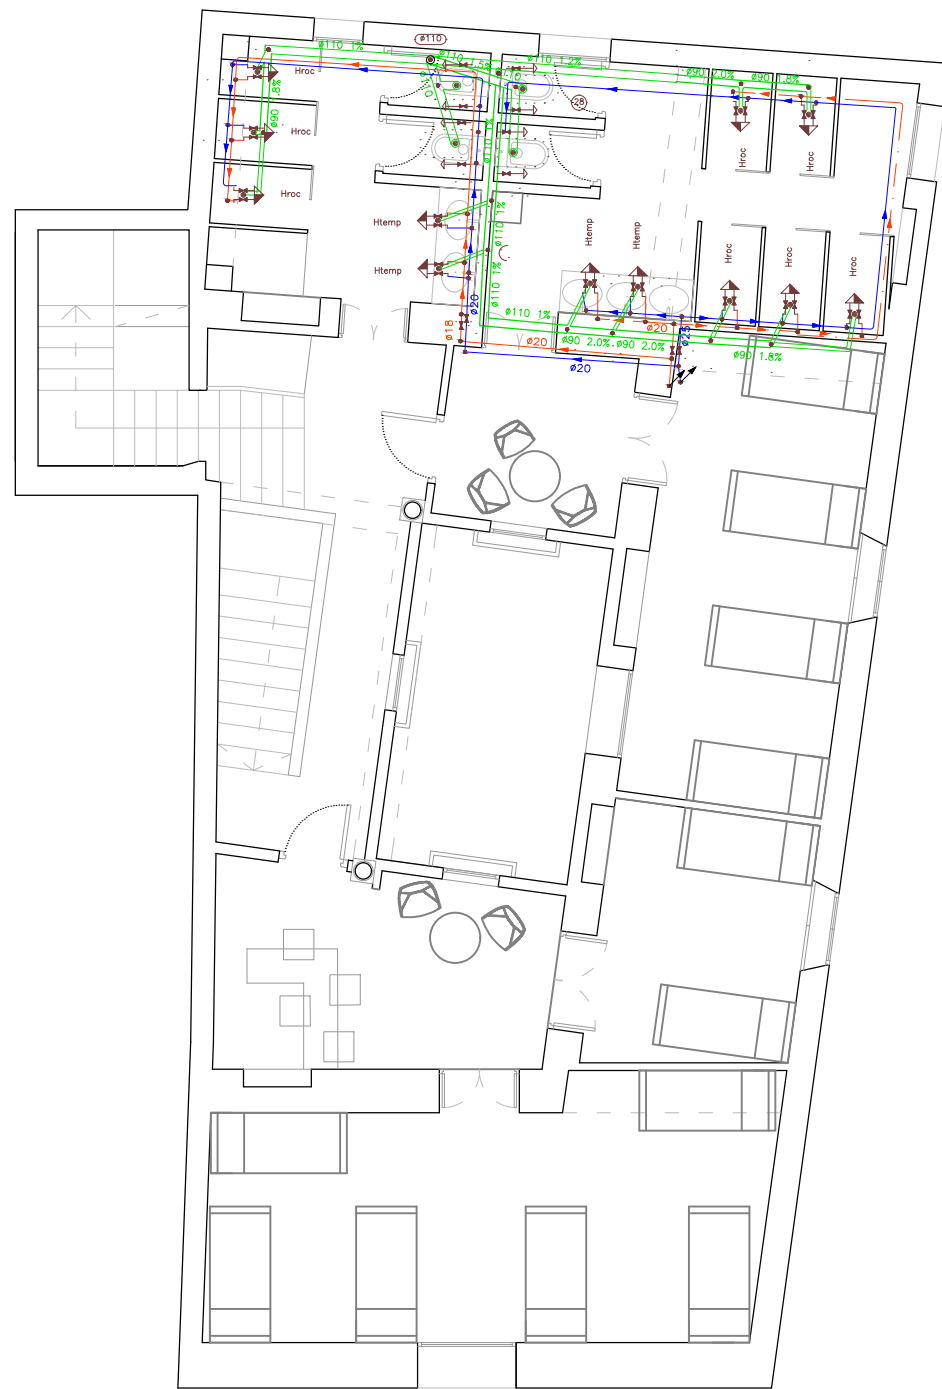 ø110
ø110 1%
ø110 1.5%
ø110 1.2%
ø90 2.0%
ø90 1.8%
28
Hroc
Hroc
Hroc
ø90 1.8%
Hroc
Hroc
Htemp
Htemp
Htemp
Htemp
ø110 1%
ø110 1%
Hroc
Hroc
Hroc
ø20
ø18
ø110 1%
ø20
ø25
ø20
ø90 2.0%
ø90 2.0%
ø90 1.8%
ø20